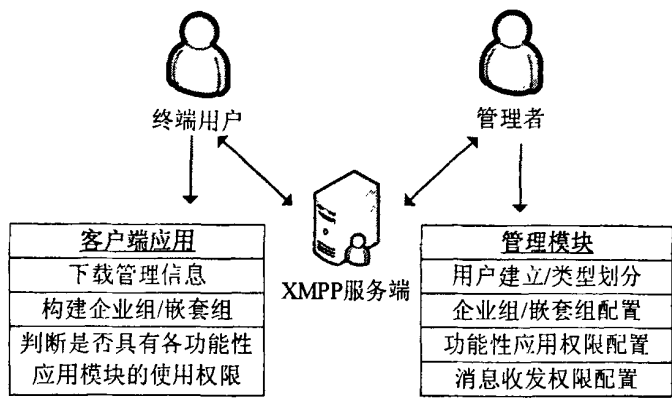 终端用户
管理者
客户端应用
下载管理信息
构建企业组/嵌套组
判断是否具有各功能性
应用模块的使用权限
XMPP服务端
管理模块
用户建立/类型划分
企业组/嵌套组配置
功能性应用权限配置
消息收发权限配置